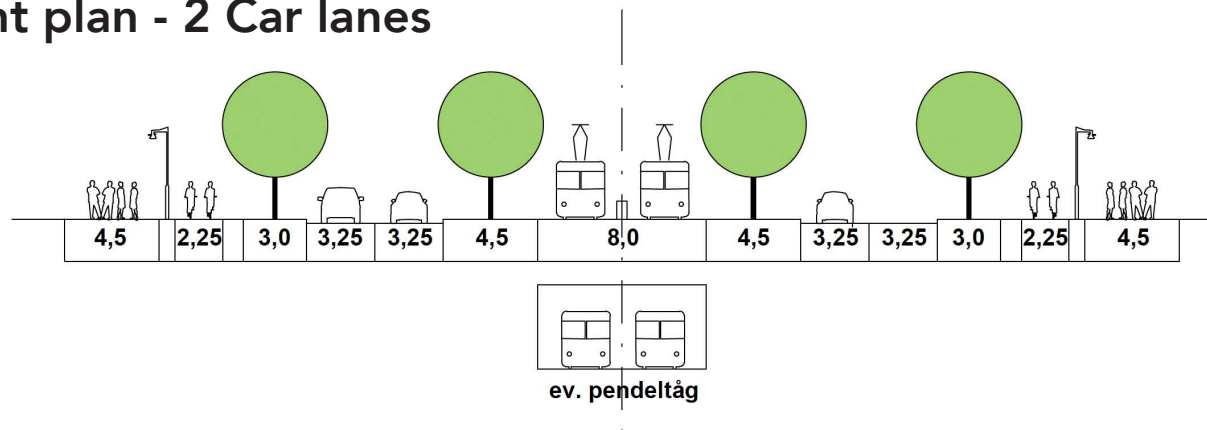 nt plan - 2 Car lanes
4,5 2,25 3,0 3,25 3,25 4,5 8,0 4,5 3,25 3,25 3,0 2,25 4,5
ev. pendeltåg